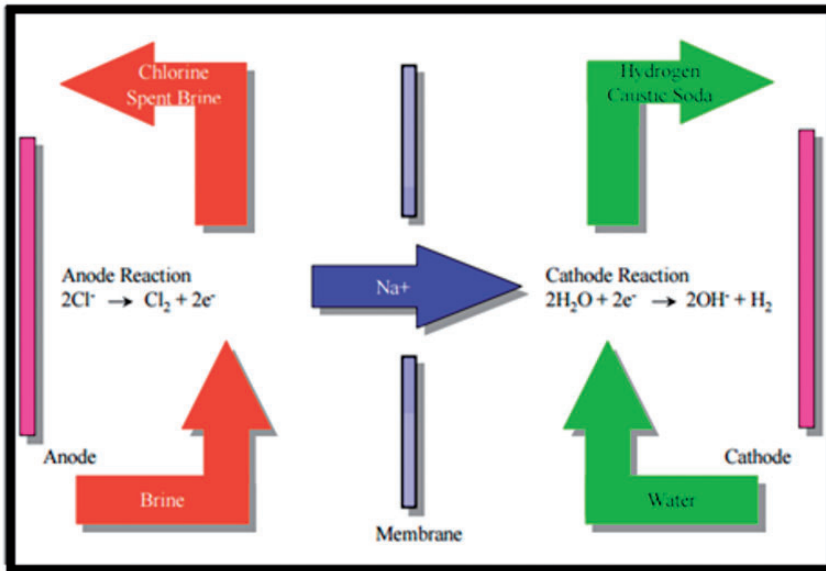 Chlorine
Spent Brine
Hydrogen
Caustic Soda
Anode Reaction
2Cl⁻ → Cl₂ + 2e⁻
Na+
Cathode Reaction
2H₂O + 2e⁻ → 2OH⁻ + H₂
Anode
Cathode
Brine
Water
Membrane